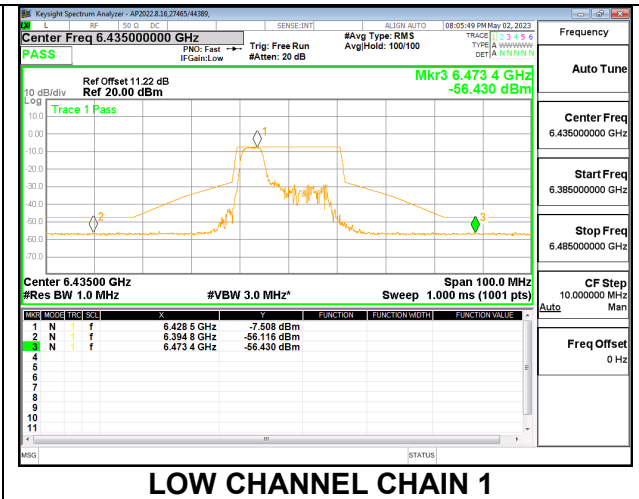 Keysight Spectrum Analyzer - AP2022.8.16,27465/44389,
L RF 50 Ω DC SENSE:INT ALIGN AUTO 08:05:49 PM May 02, 2023
Center Freq 6.435000000 GHz #Avg Type: RMS TRACE 1 2 3 4 5 6
PASS PNO: Fast Trig: Free Run Avg|Hold: 100/100 TYPE A WWWWW
IFGain:Low #Atten: 20 dB DET A NNNNN
Ref Offset 11.22 dB Mkr3 6.473 4 GHz
10 dB/div Ref 20.00 dBm -56.430 dBm
Log
Trace 1 Pass
10.0
0.00
-10.0
-20.0
-30.0
-40.0
-50.0
-60.0
-70.0
1
2
3
Center 6.43500 GHz Span 100.0 MHz
#Res BW 1.0 MHz #VBW 3.0 MHz* Sweep 1.000 ms (1001 pts)
MKR MODE TRC SCL X Y FUNCTION FUNCTION WIDTH FUNCTION VALUE
1 N 1 f 6.428 5 GHz -7.508 dBm
2 N 1 f 6.394 8 GHz -56.116 dBm
3 N 1 f 6.473 4 GHz -56.430 dBm
4
5
6
7
8
9
10
11
MSG STATUS
Frequency
Auto Tune
Center Freq
6.435000000 GHz
Start Freq
6.385000000 GHz
Stop Freq
6.485000000 GHz
CF Step
10.000000 MHz
Auto Man
Freq Offset
0 Hz
LOW CHANNEL CHAIN 1